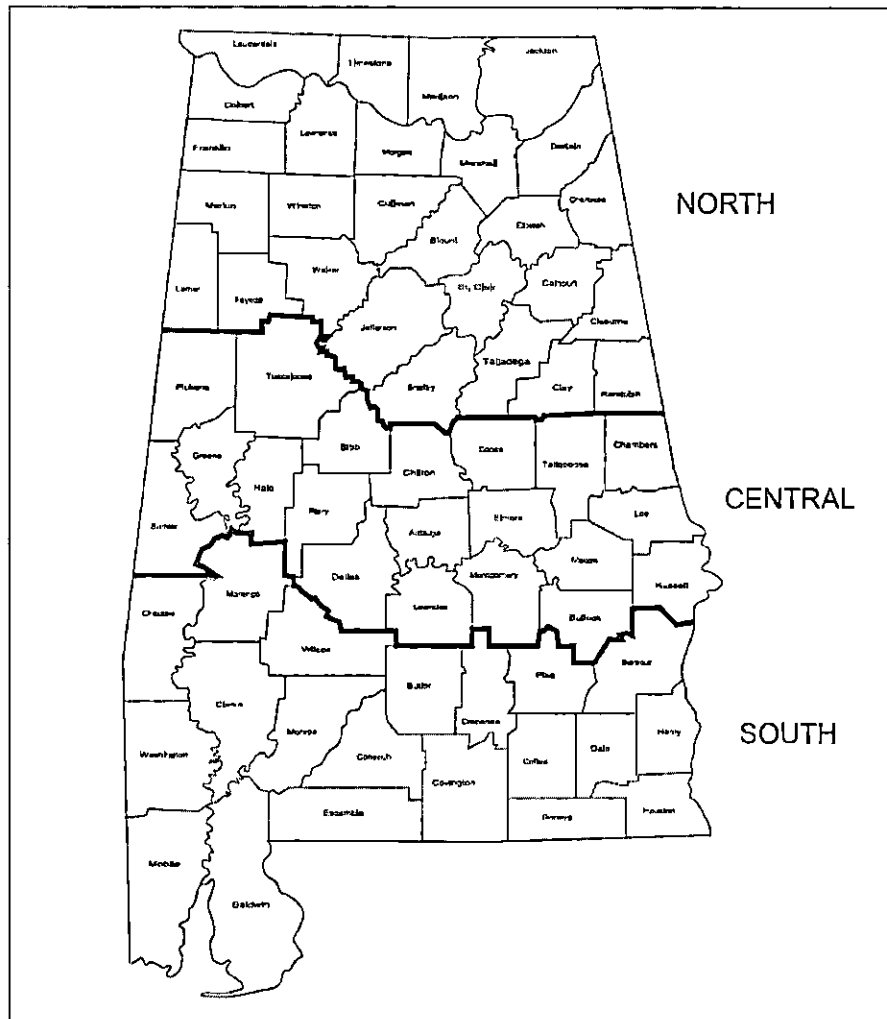 Lauderdale
Limestone
Madison
Jackson
Colbert
Lawrence
Franklin
Morgan
Marshall
DeKalb
Marion
Winston
Cullman
Cherokee
NORTH
Blount
Etowah
Walker
St. Clair
Calhoun
Lamar
Fayette
Jefferson
Cleburne
Talladega
Pickens
Tuscaloosa
Shelby
Clay
Randolph
Bibb
Chambers
Greene
Chilton
Coosa
Tallapoosa
Hale
CENTRAL
Perry
Elmore
Lee
Sumter
Autauga
Macon
Dallas
Montgomery
Russell
Marengo
Lowndes
Bullock
Choctaw
Wilcox
Barbour
Butler
Pike
Clarke
Crenshaw
Monroe
Henry
SOUTH
Washington
Conecuh
Coffee
Dale
Covington
Escambia
Geneva
Houston
Mobile
Baldwin